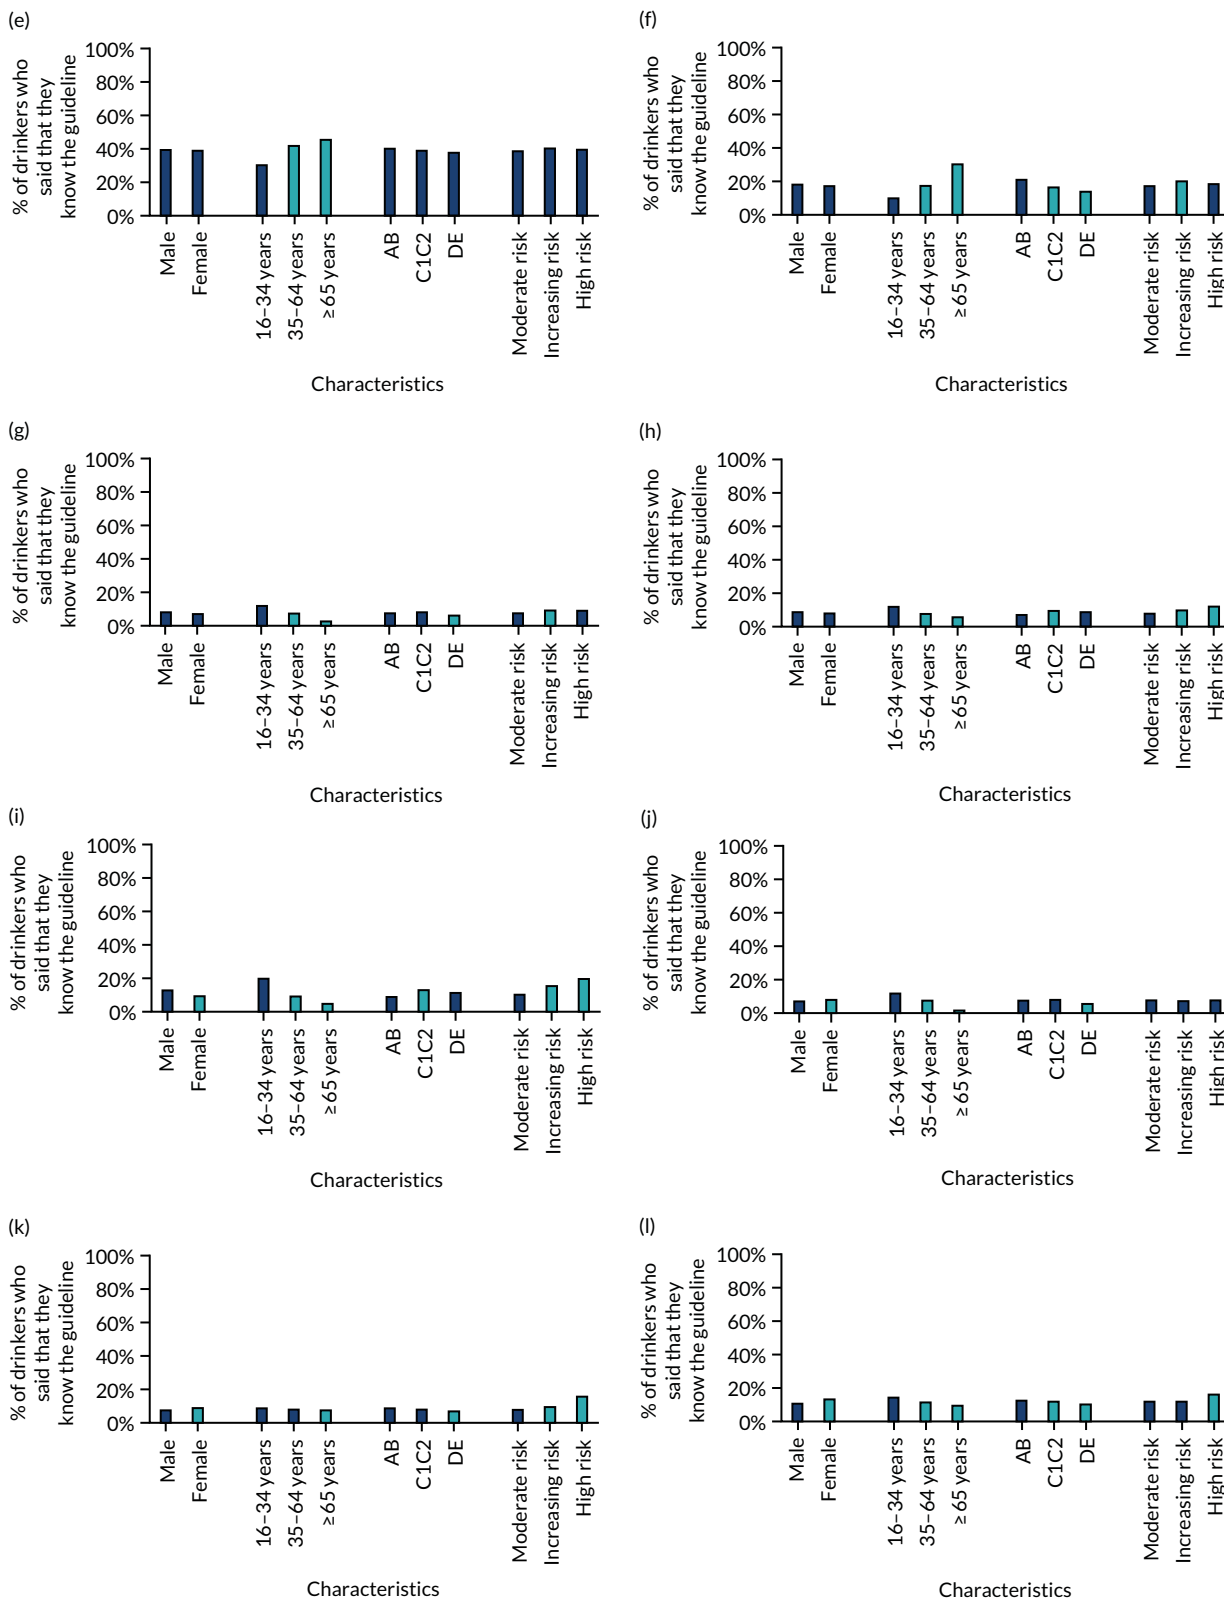 (e)
% of drinkers who
said that they
know the guideline
100%
80%
60%
40%
20%
0%
Male
Female
16–34 years
35–64 years
≥ 65 years
AB
C1C2
DE
Moderate risk
Increasing risk
High risk
Characteristics
(f)
% of drinkers who
said that they
know the guideline
100%
80%
60%
40%
20%
0%
Male
Female
16–34 years
35–64 years
≥ 65 years
AB
C1C2
DE
Moderate risk
Increasing risk
High risk
Characteristics
(g)
% of drinkers who
said that they
know the guideline
100%
80%
60%
40%
20%
0%
Male
Female
16–34 years
35–64 years
≥ 65 years
AB
C1C2
DE
Moderate risk
Increasing risk
High risk
Characteristics
(h)
% of drinkers who
said that they
know the guideline
100%
80%
60%
40%
20%
0%
Male
Female
16–34 years
35–64 years
≥ 65 years
AB
C1C2
DE
Moderate risk
Increasing risk
High risk
Characteristics
(i)
% of drinkers who
said that they
know the guideline
100%
80%
60%
40%
20%
0%
Male
Female
16–34 years
35–64 years
≥ 65 years
AB
C1C2
DE
Moderate risk
Increasing risk
High risk
Characteristics
(j)
% of drinkers who
said that they
know the guideline
100%
80%
60%
40%
20%
0%
Male
Female
16–34 years
35–64 years
≥ 65 years
AB
C1C2
DE
Moderate risk
Increasing risk
High risk
Characteristics
(k)
% of drinkers who
said that they
know the guideline
100%
80%
60%
40%
20%
0%
Male
Female
16–34 years
35–64 years
≥ 65 years
AB
C1C2
DE
Moderate risk
Increasing risk
High risk
Characteristics
(l)
% of drinkers who
said that they
know the guideline
100%
80%
60%
40%
20%
0%
Male
Female
16–34 years
35–64 years
≥ 65 years
AB
C1C2
DE
Moderate risk
Increasing risk
High risk
Characteristics